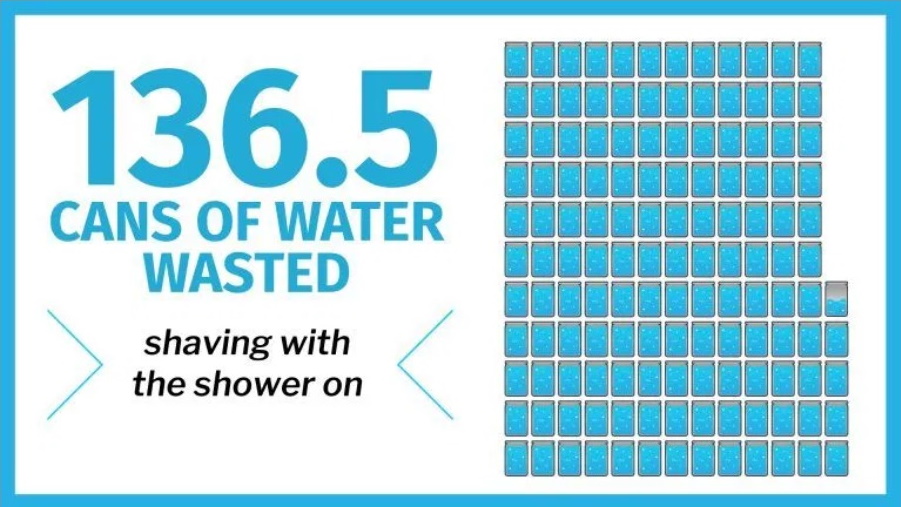 136.5
CANS OF WATER
WASTED
shaving with
the shower on